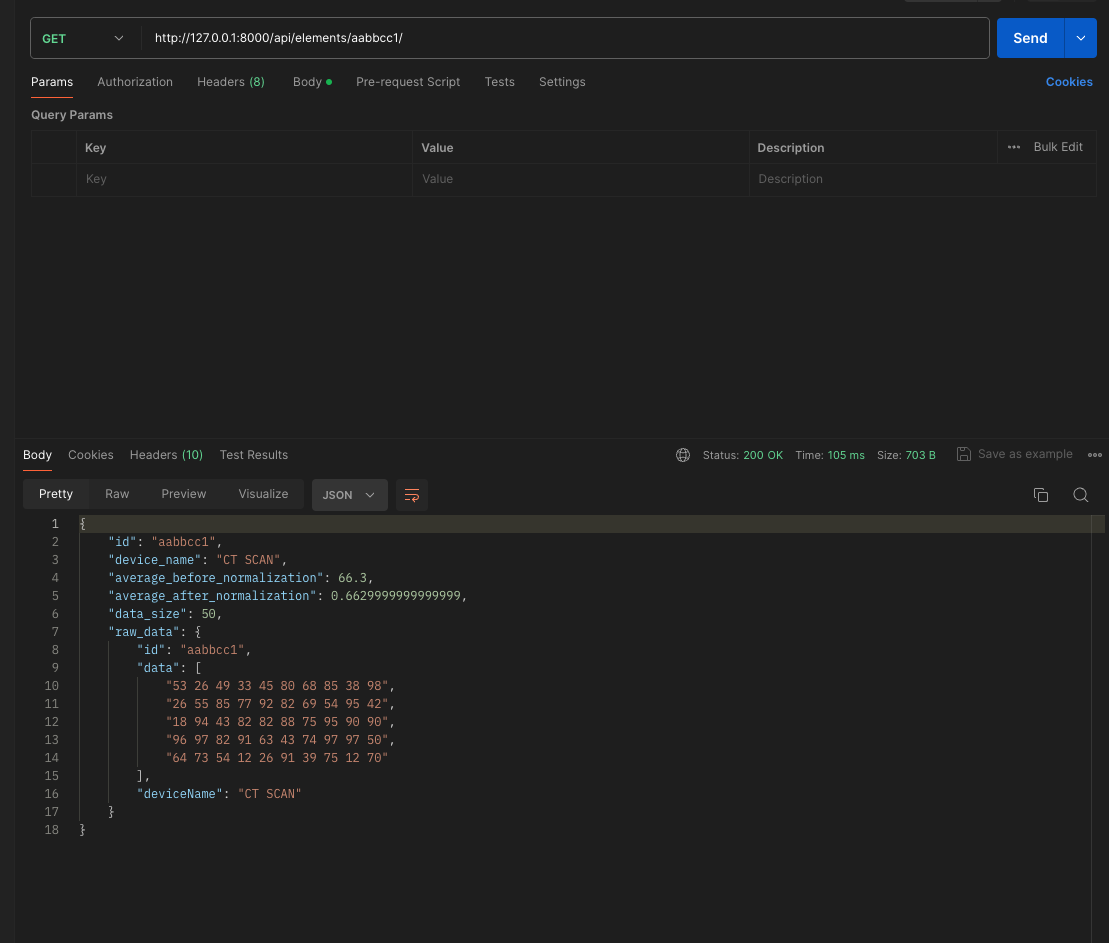 GET http://127.0.0.1:8000/api/elements/aabbcc1/ Send
Params Authorization Headers (8) Body Pre-request Script Tests Settings Cookies
Query Params
Key Value Description Bulk Edit
Key Value Description
Body Cookies Headers (10) Test Results Status: 200 OK Time: 105 ms Size: 703 B Save as example
Pretty Raw Preview Visualize JSON
1 {
2 "id": "aabbcc1",
3 "device_name": "CT SCAN",
4 "average_before_normalization": 66.3,
5 "average_after_normalization": 0.6629999999999999,
6 "data_size": 50,
7 "raw_data": {
8 "id": "aabbcc1",
9 "data": [
10 "53 26 49 33 45 80 68 85 38 98",
11 "26 55 85 77 92 82 69 54 95 42",
12 "18 94 43 82 82 88 75 95 90 90",
13 "96 97 82 91 63 43 74 97 97 50",
14 "64 73 54 12 26 91 39 75 12 70"
15 ],
16 "deviceName": "CT SCAN"
17 }
18 }